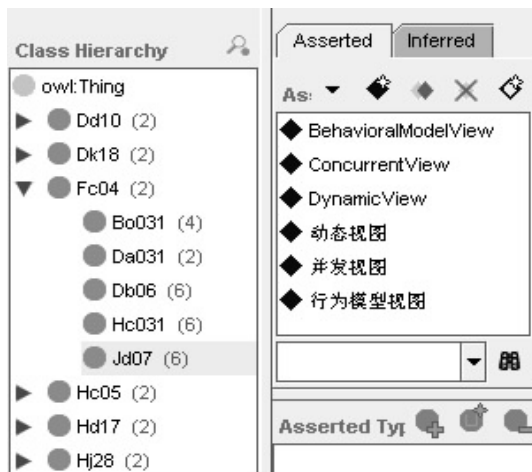 Class Hierarchy
owl:Thing
Dd10 (2)
Dk18 (2)
Fc04 (2)
Bo031 (4)
Da031 (2)
Db06 (6)
Hc031 (6)
Jd07 (6)
Hc05 (2)
Hd17 (2)
Hj28 (2)
Asserted Inferred
As:
BehavioralModelView
ConcurrentView
DynamicView
动态视图
并发视图
行为模型视图
Asserted Typ